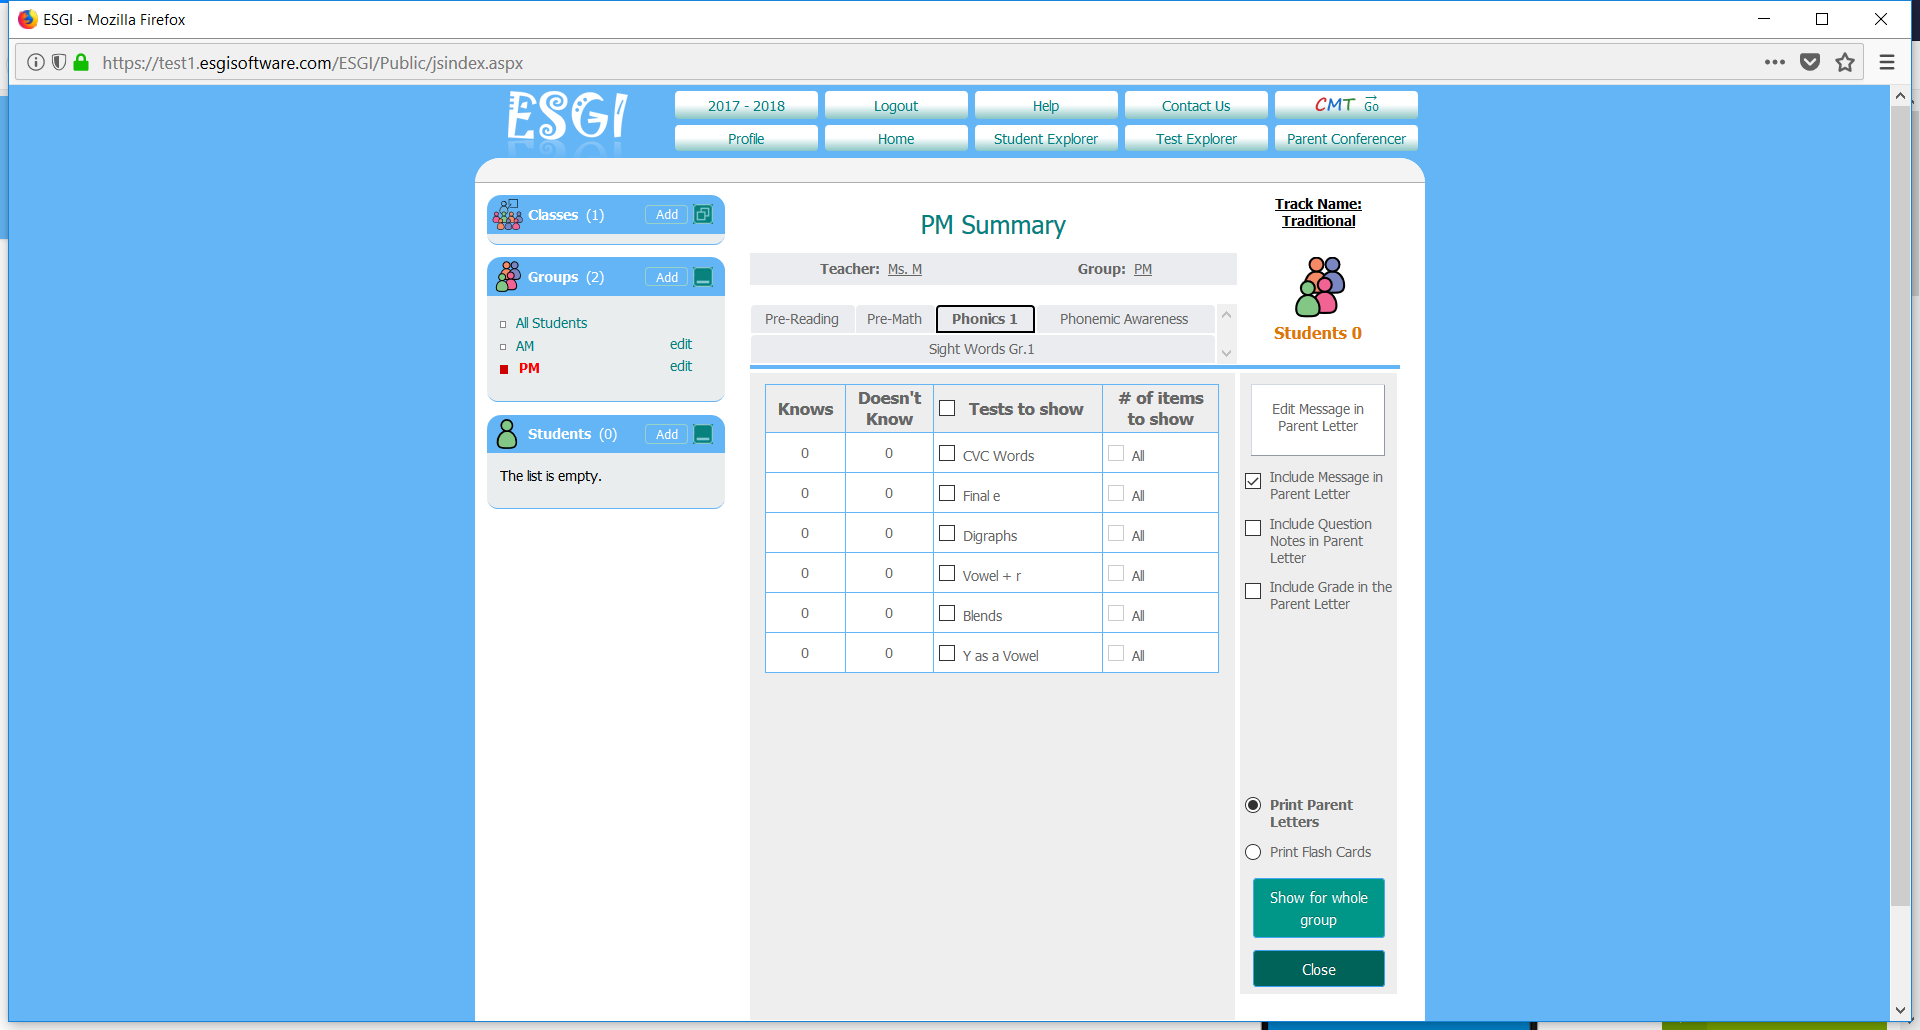 ESGI - Mozilla Firefox
https://test1.esgisoftware.com/ESGI/Public/jsindex.aspx
ESGI
2017 - 2018
Logout
Help
Contact Us
CMT Go
Profile
Home
Student Explorer
Test Explorer
Parent Conferencer
Classes (1)
Add
Groups (2)
Add
All Students
AM
edit
PM
edit
Students (0)
Add
The list is empty.
PM Summary
Teacher: Ms. M
Group: PM
Track Name:
Traditional
Students 0
Pre-Reading
Pre-Math
Phonics 1
Phonemic Awareness
Sight Words Gr.1
Knows
Doesn't
Know
Tests to show
# of items
to show
0 0 CVC Words All
0 0 Final e All
0 0 Digraphs All
0 0 Vowel + r All
0 0 Blends All
0 0 Y as a Vowel All
Edit Message in
Parent Letter
Include Message in
Parent Letter
Include Question
Notes in Parent
Letter
Include Grade in the
Parent Letter
Print Parent
Letters
Print Flash Cards
Show for whole
group
Close